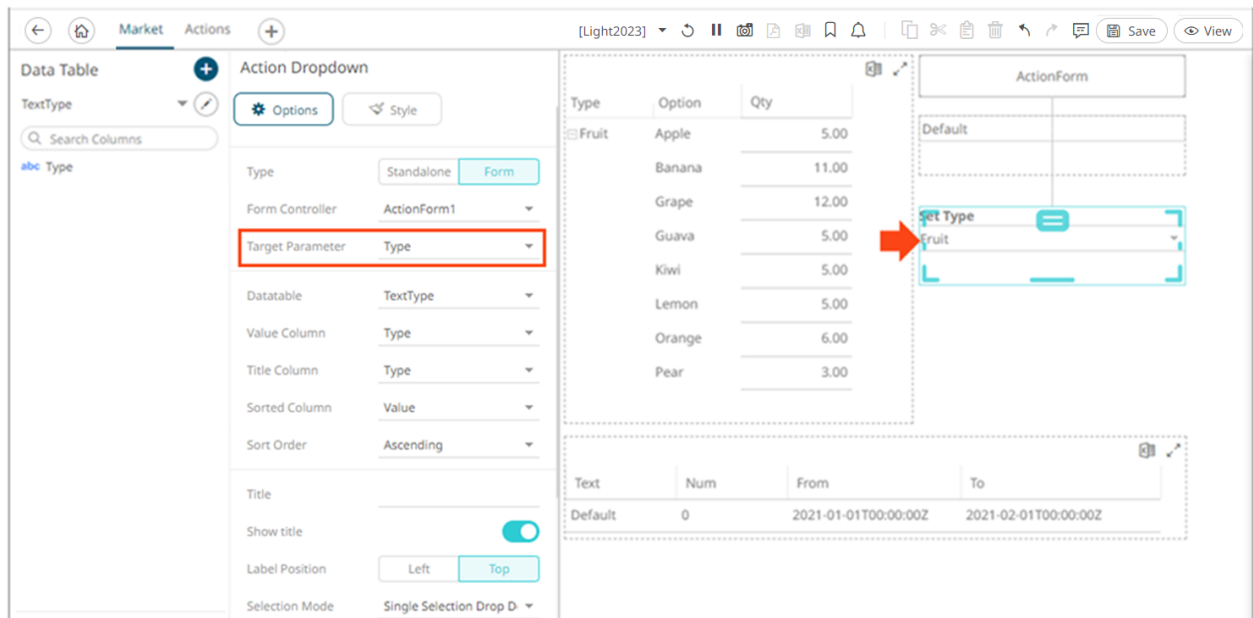 Market Actions [Light2023] Save View
Data Table
TextType
Search Columns
abc Type
Action Dropdown
Options Style
Type Standalone Form
Form Controller ActionForm1
Target Parameter Type
Datatable TextType
Value Column Type
Title Column Type
Sorted Column Value
Sort Order Ascending
Title
Show title
Label Position Left Top
Selection Mode Single Selection Drop D
Type Option Qty
Fruit Apple 5.00
Banana 11.00
Grape 12.00
Guava 5.00
Kiwi 5.00
Lemon 5.00
Orange 6.00
Pear 3.00
ActionForm
Default
Set Type
Fruit
Text Num From To
Default 0 2021-01-01T00:00:00Z 2021-02-01T00:00:00Z